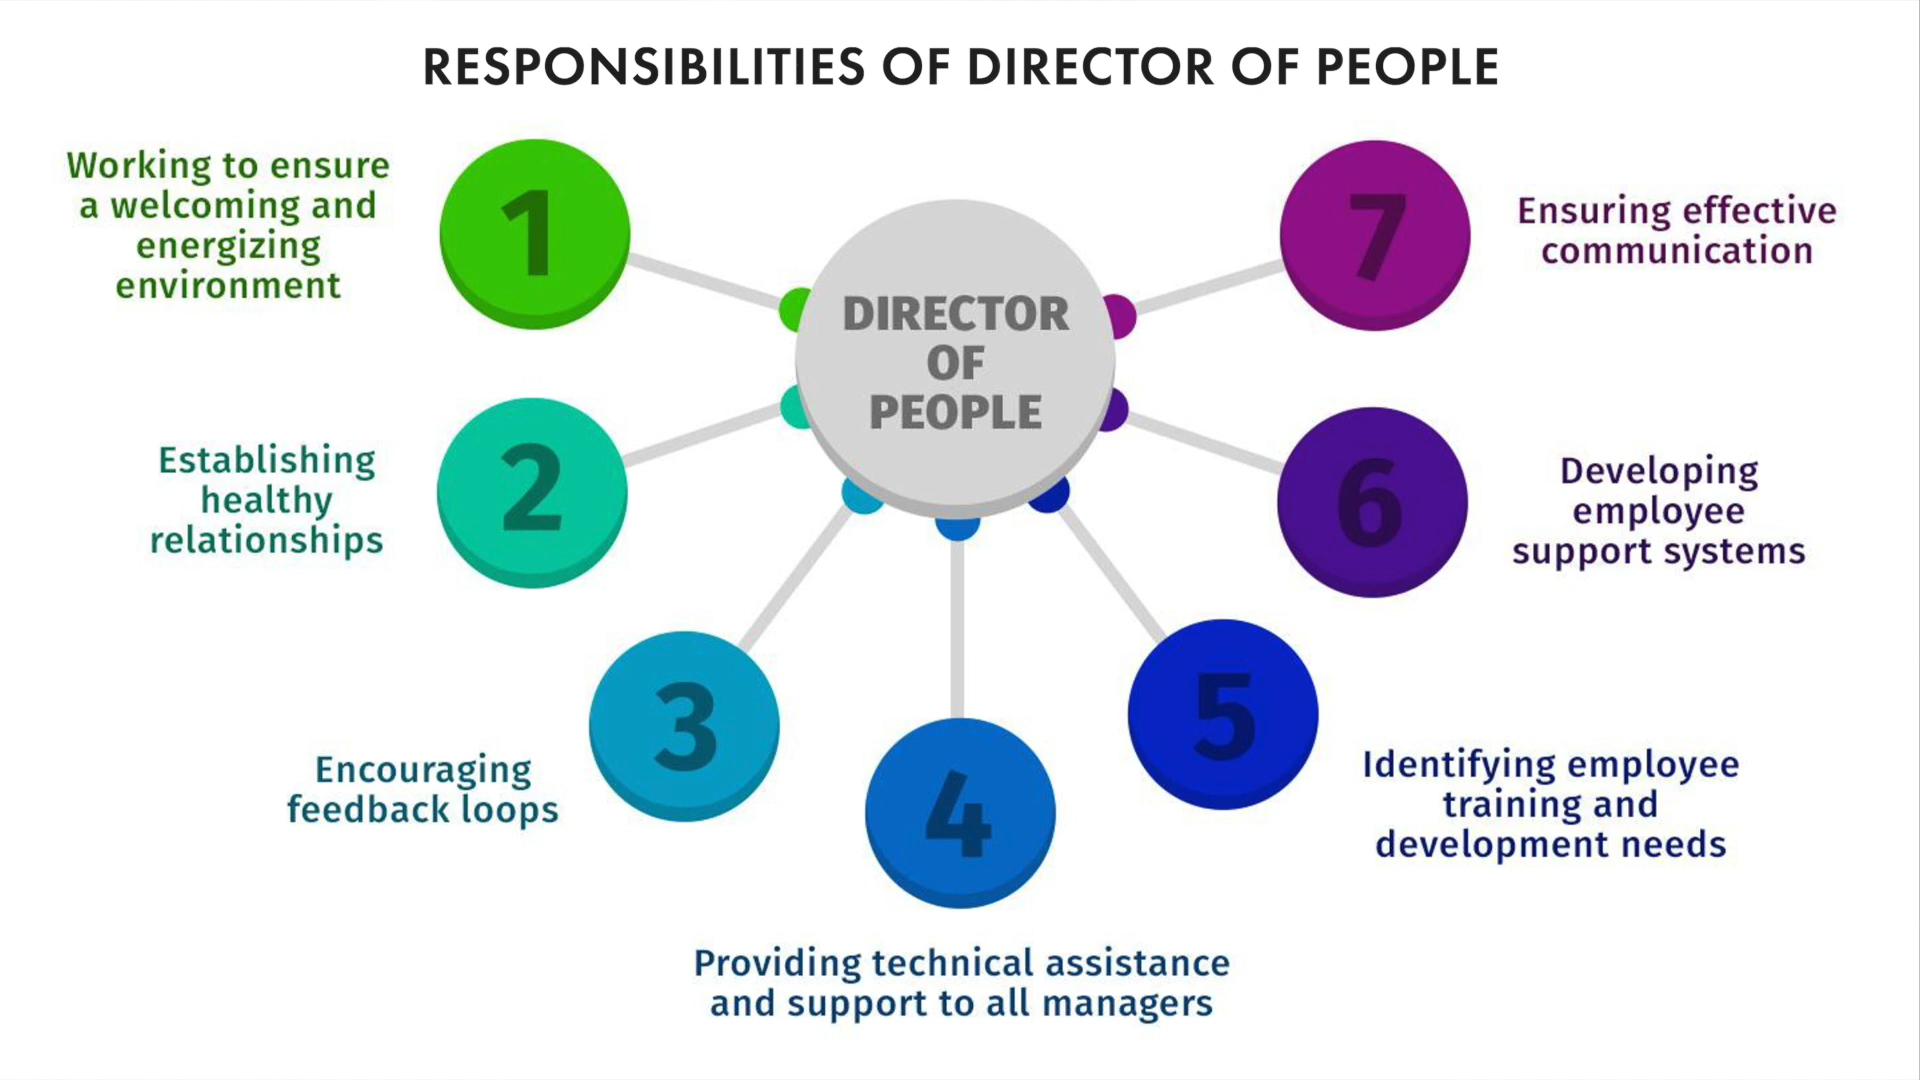 RESPONSIBILITIES OF DIRECTOR OF PEOPLE
DIRECTOR
OF
PEOPLE
1
Working to ensure
a welcoming and
energizing
environment
2
Establishing
healthy
relationships
3
Encouraging
feedback loops
4
Providing technical assistance
and support to all managers
5
Identifying employee
training and
development needs
6
Developing
employee
support systems
7
Ensuring effective
communication